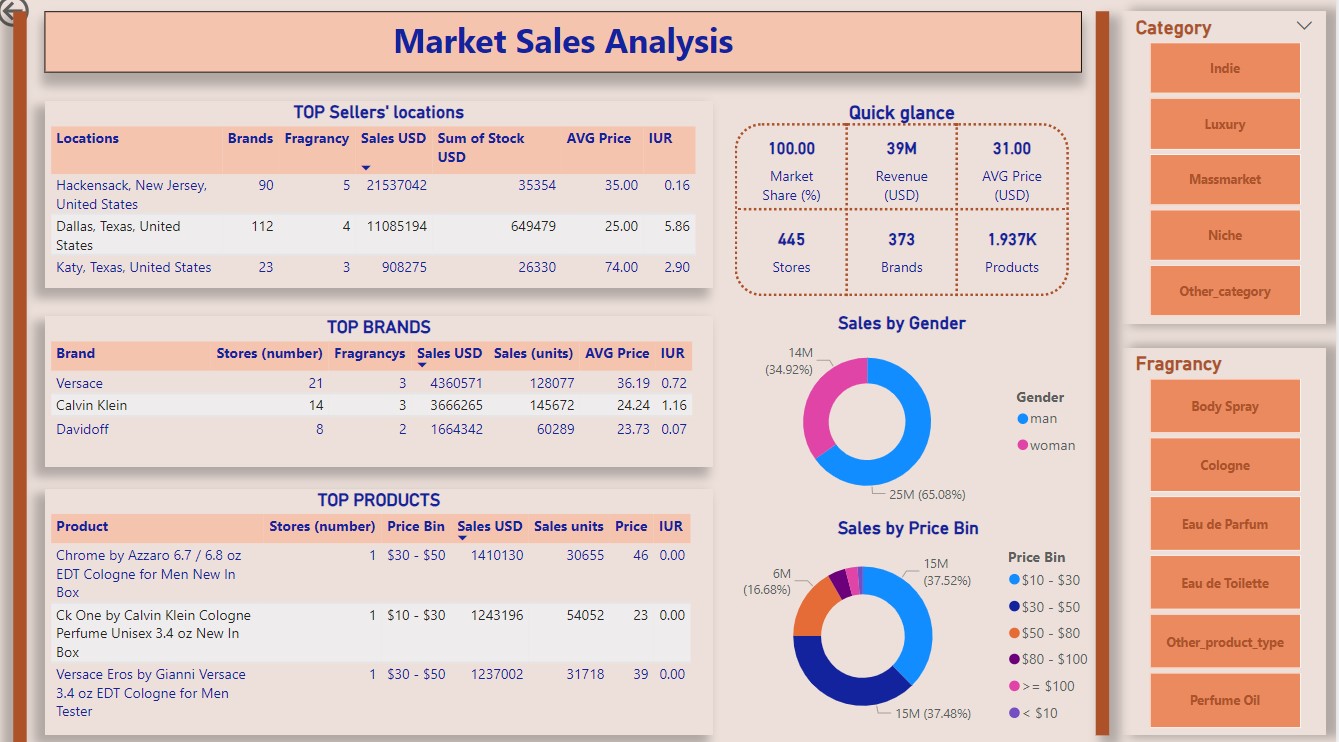 Market Sales Analysis
TOP Sellers' locations
Locations Brands Fragrancy Sales USD Sum of Stock USD AVG Price IUR
Hackensack, New Jersey, United States 90 5 21537042 35354 35.00 0.16
Dallas, Texas, United States 112 4 11085194 649479 25.00 5.86
Katy, Texas, United States 23 3 908275 26330 74.00 2.90
TOP BRANDS
Brand Stores (number) Fragrancys Sales USD Sales (units) AVG Price IUR
Versace 21 3 4360571 128077 36.19 0.72
Calvin Klein 14 3 3666265 145672 24.24 1.16
Davidoff 8 2 1664342 60289 23.73 0.07
TOP PRODUCTS
Product Stores (number) Price Bin Sales USD Sales units Price IUR
Chrome by Azzaro 6.7 / 6.8 oz 1 $30 - $50 1410130 30655 46 0.00
EDT Cologne for Men New In
Box
Ck One by Calvin Klein Cologne 1 $10 - $30 1243196 54052 23 0.00
Perfume Unisex 3.4 oz New In
Box
Versace Eros by Gianni Versace 1 $30 - $50 1237002 31718 39 0.00
3.4 oz EDT Cologne for Men
Tester
Quick glance
100.00 39M 31.00
Market Share (%) Revenue (USD) AVG Price (USD)
445 373 1.937K
Stores Brands Products
Sales by Gender
14M
(34.92%)
25M (65.08%)
Gender
man
woman
Sales by Price Bin
15M
(37.52%)
6M
(16.68%)
15M (37.48%)
Price Bin
$10 - $30
$30 - $50
$50 - $80
$80 - $100
>= $100
< $10
Category
Indie
Luxury
Massmarket
Niche
Other_category
Fragrancy
Body Spray
Cologne
Eau de Parfum
Eau de Toilette
Other_product_type
Perfume Oil